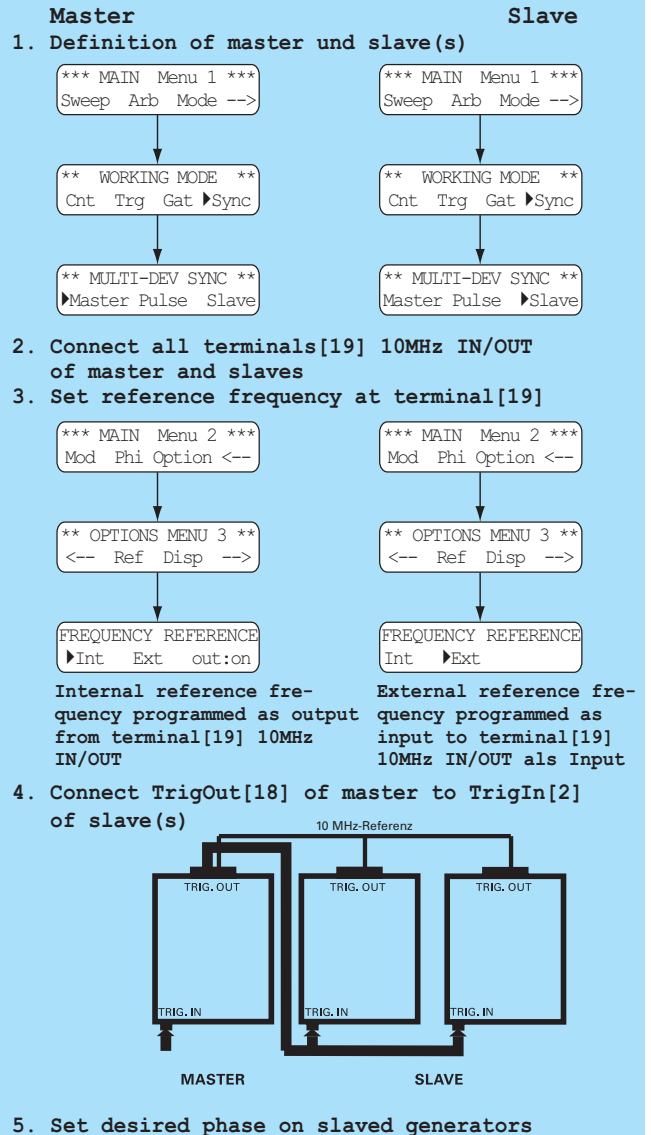 Master Slave
1. Definition of master und slave(s)
*** MAIN Menu 1 ***
Sweep Arb Mode -->
*** MAIN Menu 1 ***
Sweep Arb Mode -->
** WORKING MODE **
Cnt Trg Gat ▶Sync
** WORKING MODE **
Cnt Trg Gat ▶Sync
** MULTI-DEV SYNC **
▶Master Pulse Slave
** MULTI-DEV SYNC **
Master Pulse ▶Slave
2. Connect all terminals[19] 10MHz IN/OUT
of master and slaves
3. Set reference frequency at terminal[19]
*** MAIN Menu 2 ***
Mod Phi Option <--
*** MAIN Menu 2 ***
Mod Phi Option <--
** OPTIONS MENU 3 **
<-- Ref Disp -->
** OPTIONS MENU 3 **
<-- Ref Disp -->
FREQUENCY REFERENCE
▶Int Ext out:on
FREQUENCY REFERENCE
Int ▶Ext
Internal reference fre-
quency programmed as output
from terminal[19] 10MHz
IN/OUT
External reference fre-
quency programmed as
input to terminal[19]
10MHz IN/OUT als Input
4. Connect TrigOut[18] of master to TrigIn[2]
of slave(s)
10 MHz-Referenz
TRIG. OUT TRIG. OUT TRIG. OUT
TRIG. IN TRIG. IN TRIG. IN
MASTER SLAVE
5. Set desired phase on slaved generators